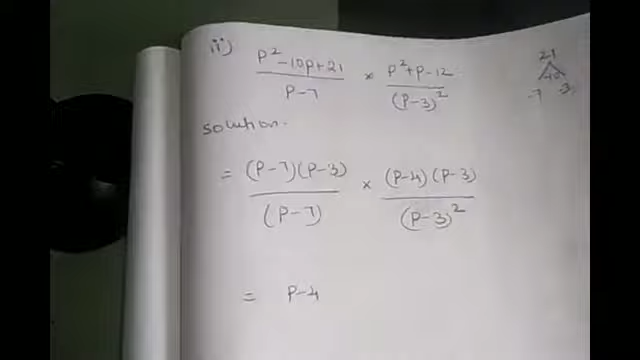 ii) (p² - 10p + 21)/(p - 7) × (p² + p - 12)/(p - 3)²
21
-7 -3
solution.
= (p - 7)(p - 3)/(p - 7) × (p - 4)(p - 3)/(p - 3)²
= p - 4